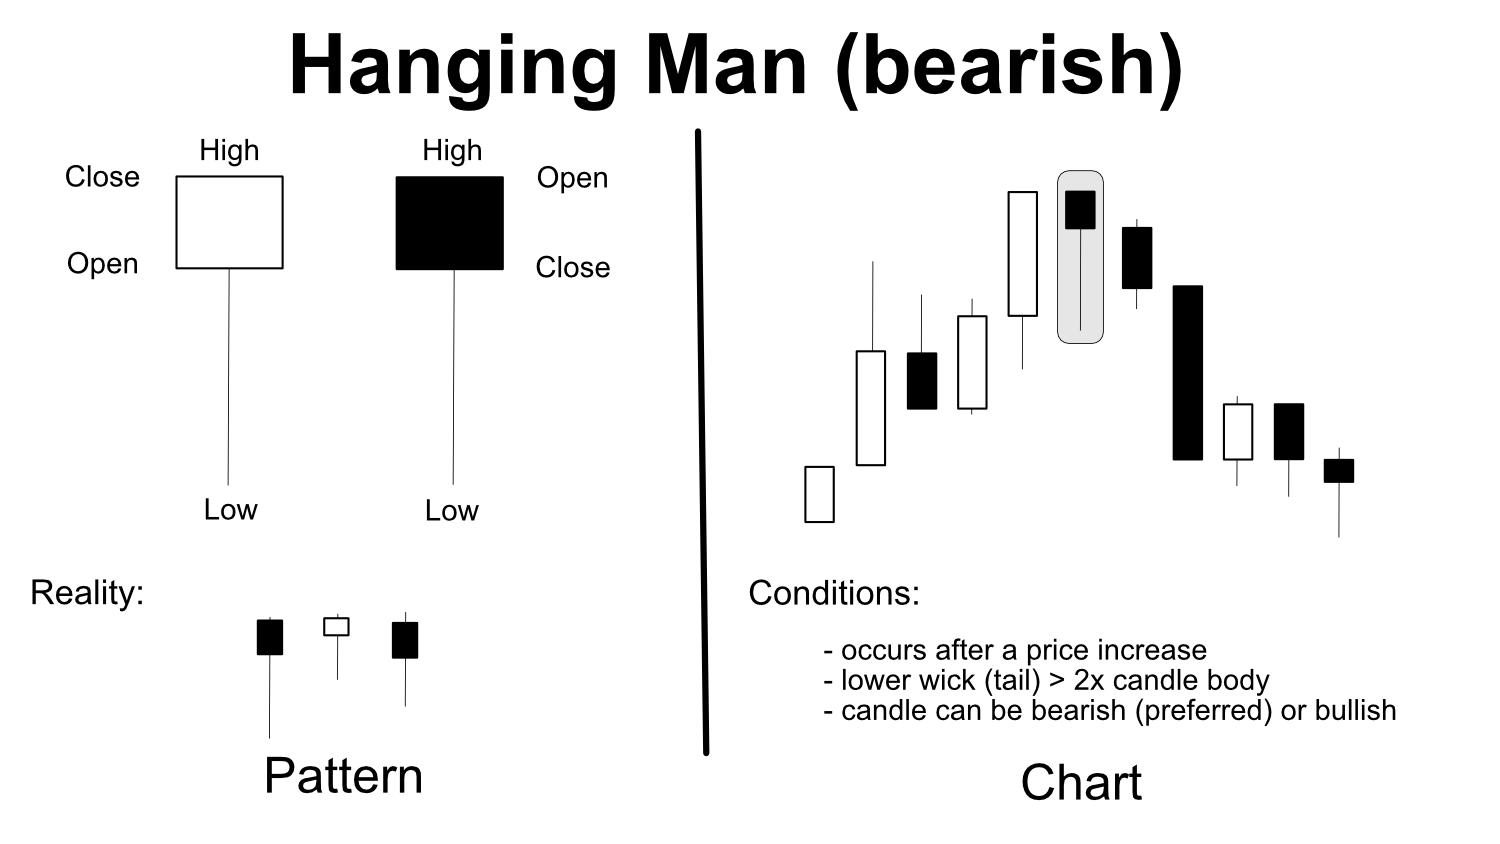 Hanging Man (bearish)
High
High
Close
Open
Open
Close
Low
Low
Reality:
Pattern
Conditions:
- occurs after a price increase
- lower wick (tail) > 2x candle body
- candle can be bearish (preferred) or bullish
Chart